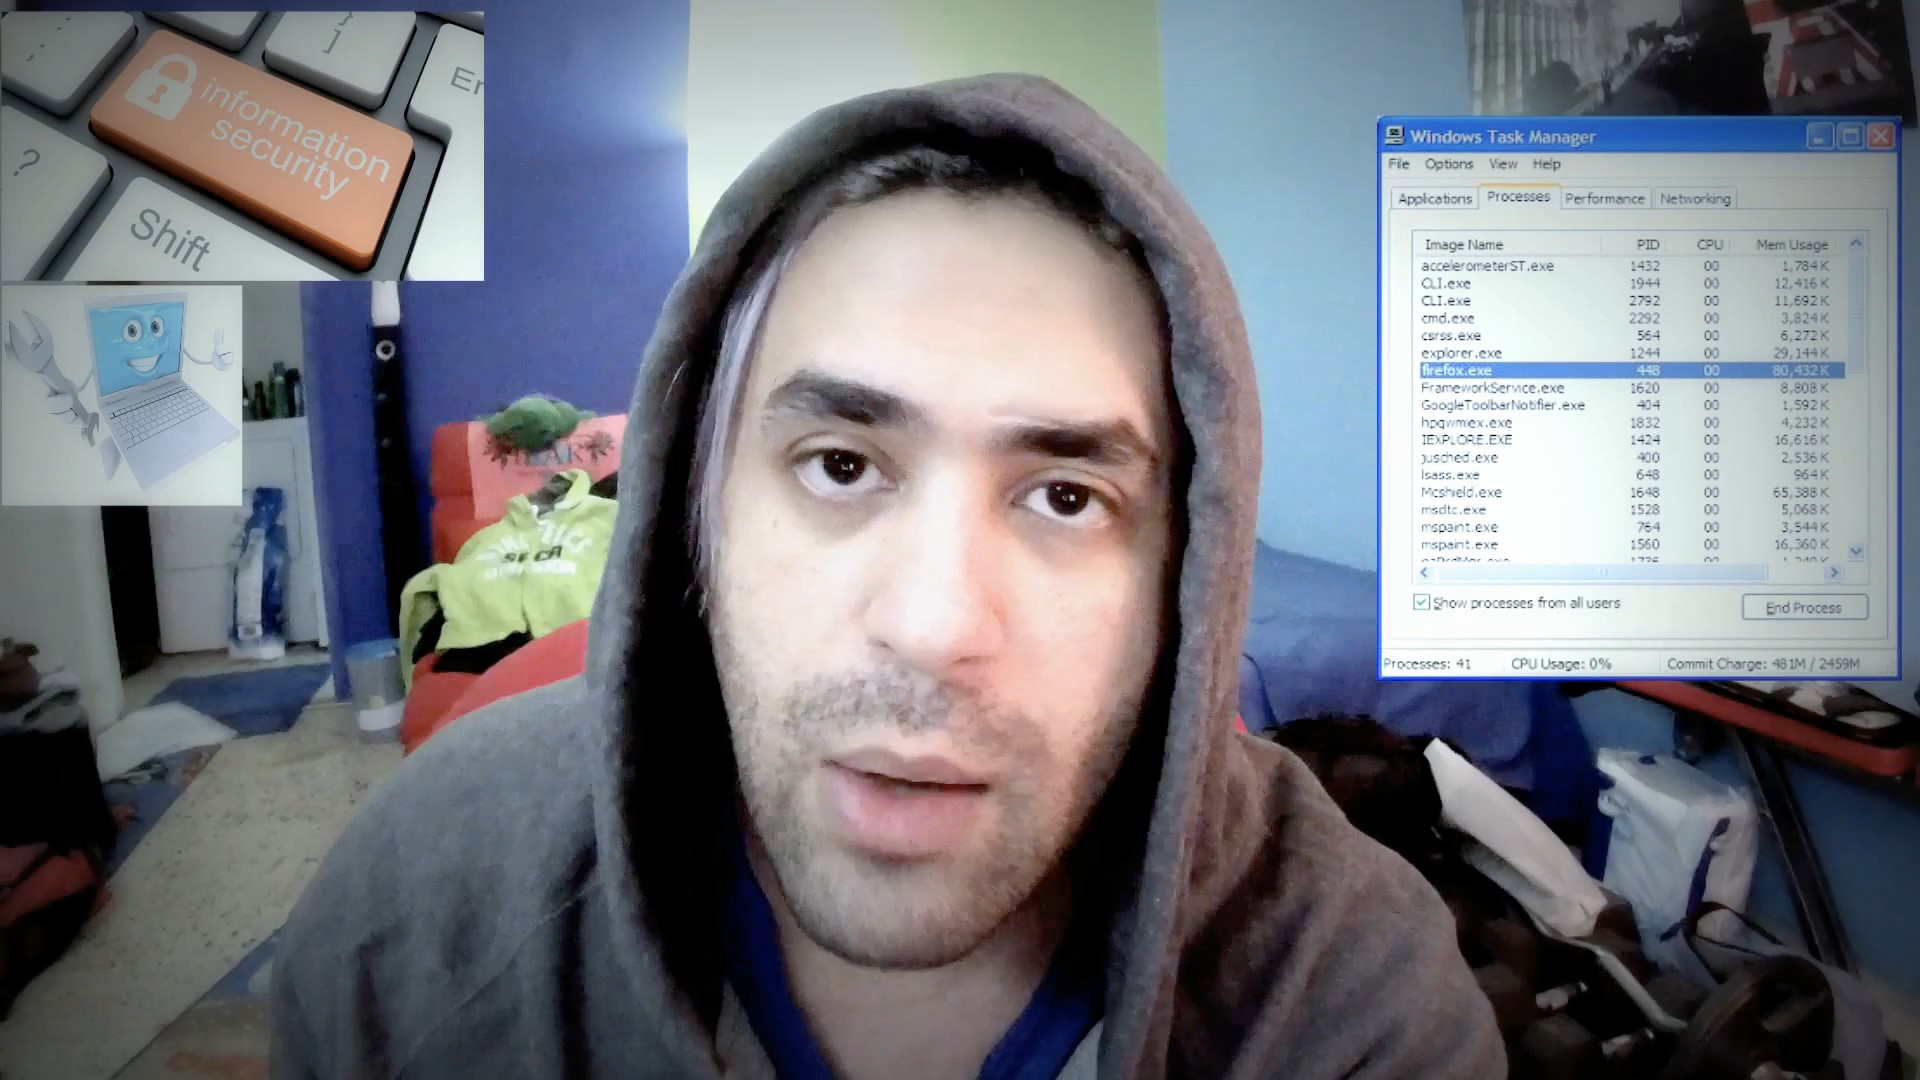 }
]
En
information
security
?
Shift
Windows Task Manager
File Options View Help
Applications Processes Performance Networking
Image Name PID CPU Mem Usage
accelerometerST.exe 1432 00 1,784 K
CLI.exe 1944 00 12,416 K
CLI.exe 2792 00 11,692 K
cmd.exe 2292 00 3,824 K
csrss.exe 564 00 6,272 K
explorer.exe 1244 00 29,144 K
firefox.exe 448 00 80,432 K
FrameworkService.exe 1620 00 8,808 K
GoogleToolbarNotifier.exe 404 00 1,592 K
hpqwmiex.exe 1832 00 4,232 K
IEXPLORE.EXE 1424 00 16,616 K
jusched.exe 400 00 2,536 K
lsass.exe 648 00 964 K
Mcshield.exe 1648 00 65,388 K
msdtc.exe 1528 00 5,068 K
mspaint.exe 764 00 3,544 K
mspaint.exe 1560 00 16,360 K
Show processes from all users
End Process
Processes: 41 CPU Usage: 0% Commit Charge: 481M / 2459M